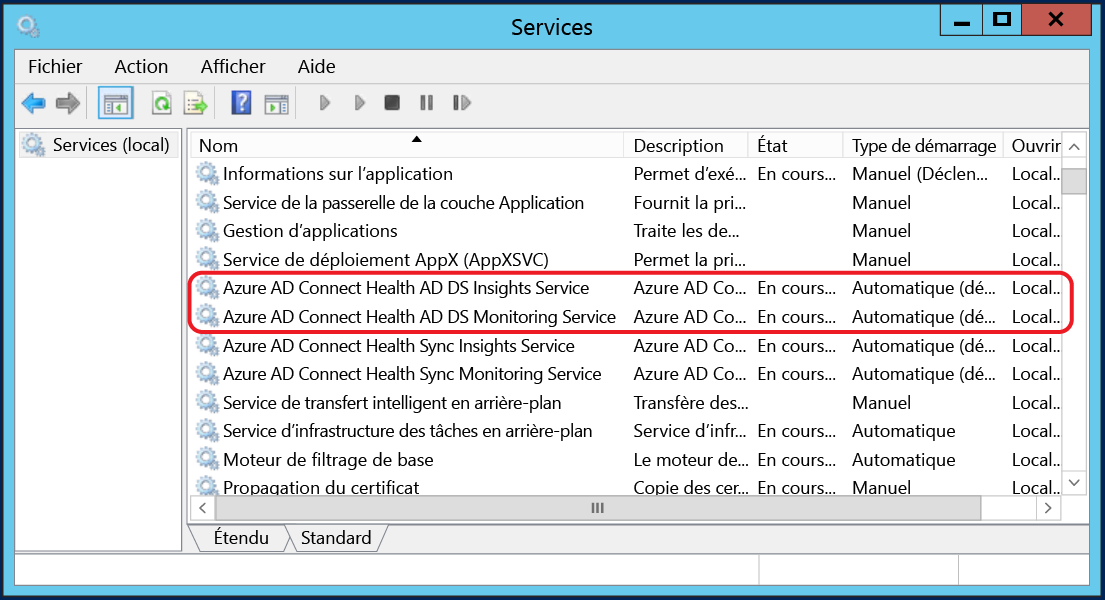 Services
Fichier Action Afficher Aide
Services (local)
Nom Description État Type de démarrage Ouvrir
Informations sur l’application Permet d’exé... En cours... Manuel (Déclen... Local..
Service de la passerelle de la couche Application Fournit la pri... Manuel Local..
Gestion d’applications Traite les de... Manuel Local..
Service de déploiement AppX (AppXSVC) Permet la pri... Manuel Local..
Azure AD Connect Health AD DS Insights Service Azure AD Co... En cours... Automatique (dé... Local..
Azure AD Connect Health AD DS Monitoring Service Azure AD Co... En cours... Automatique (dé... Local..
Azure AD Connect Health Sync Insights Service Azure AD Co... En cours... Automatique (dé... Local..
Azure AD Connect Health Sync Monitoring Service Azure AD Co... En cours... Automatique (dé... Local..
Service de transfert intelligent en arrière-plan Transfère des... Manuel Local..
Service d’infrastructure des tâches en arrière-plan Service d’infr... En cours... Automatique Local..
Moteur de filtrage de base Le moteur de... En cours... Automatique Local..
Propagation du certificat Copie des cer... En cours... Manuel Local..
Étendu Standard